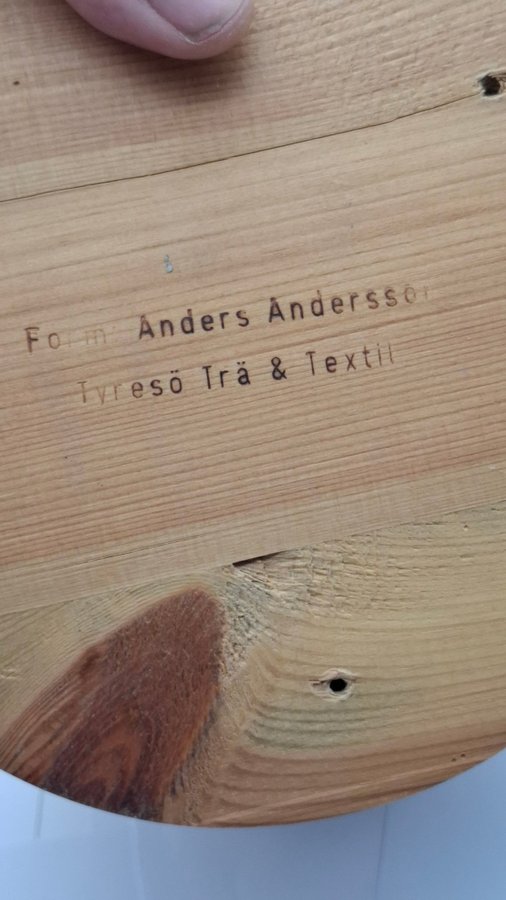 Form Anders Andersson
Tyresö Trä & Textil